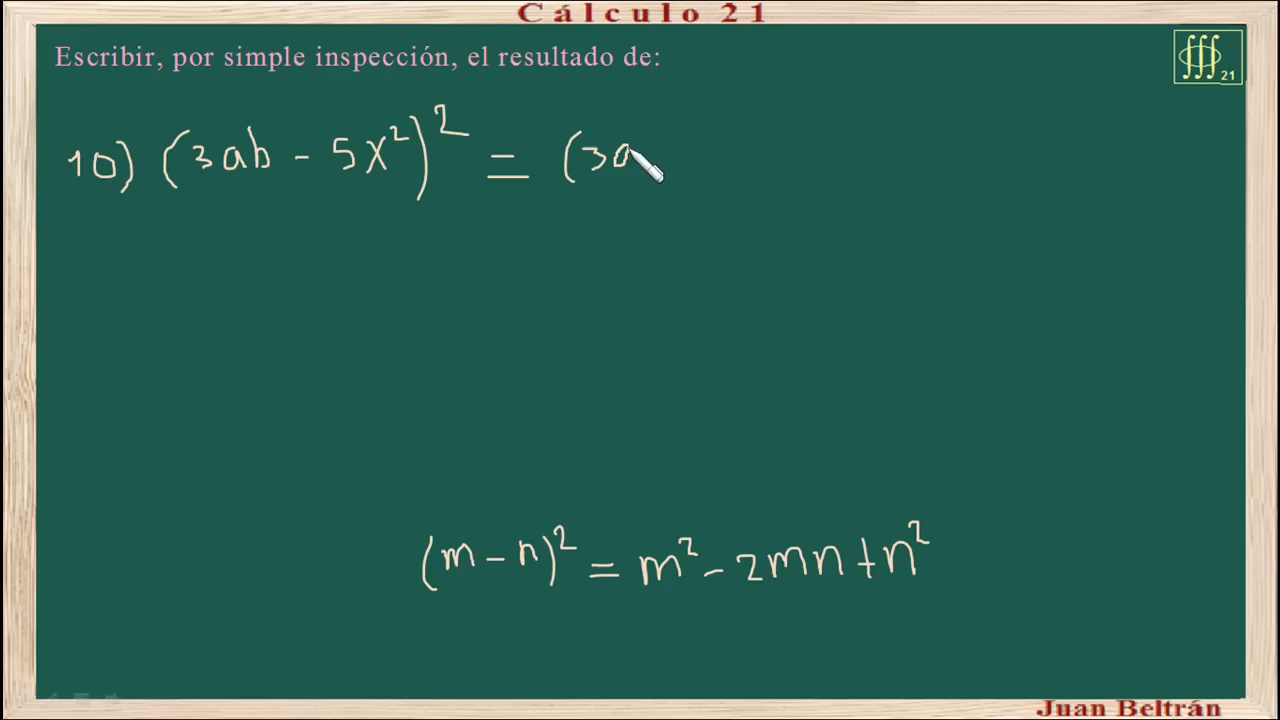 Cálculo 21
Escribir, por simple inspección, el resultado de:
21
10) (3ab - 5x²)² = (3a
(m - n)² = m² - 2mn + n²
Juan Beltrán